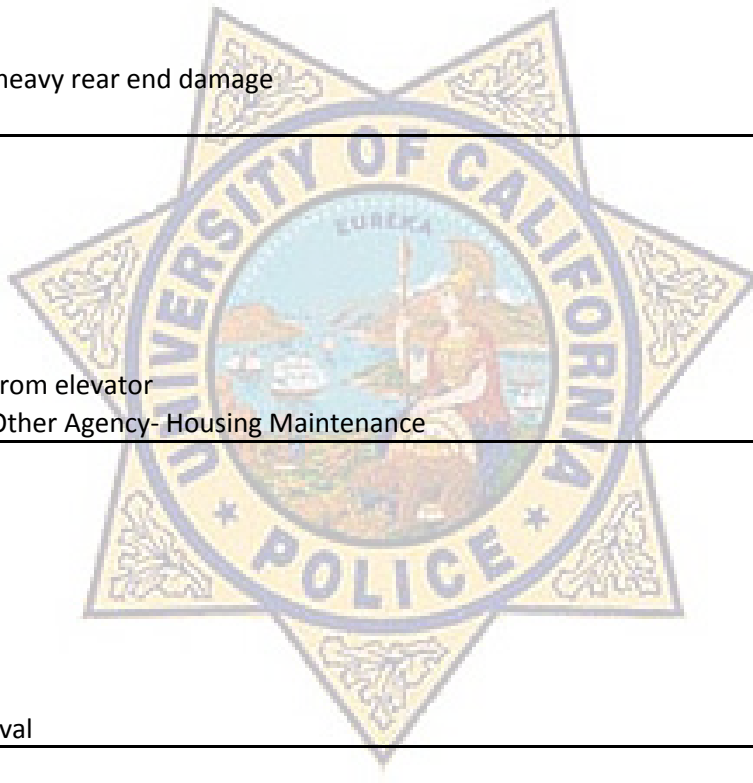 heavy rear end damage
UNIVERSITY OF CALIFORNIA
EUREKA
rom elevator
Other Agency- Housing Maintenance
* POLICE *
val